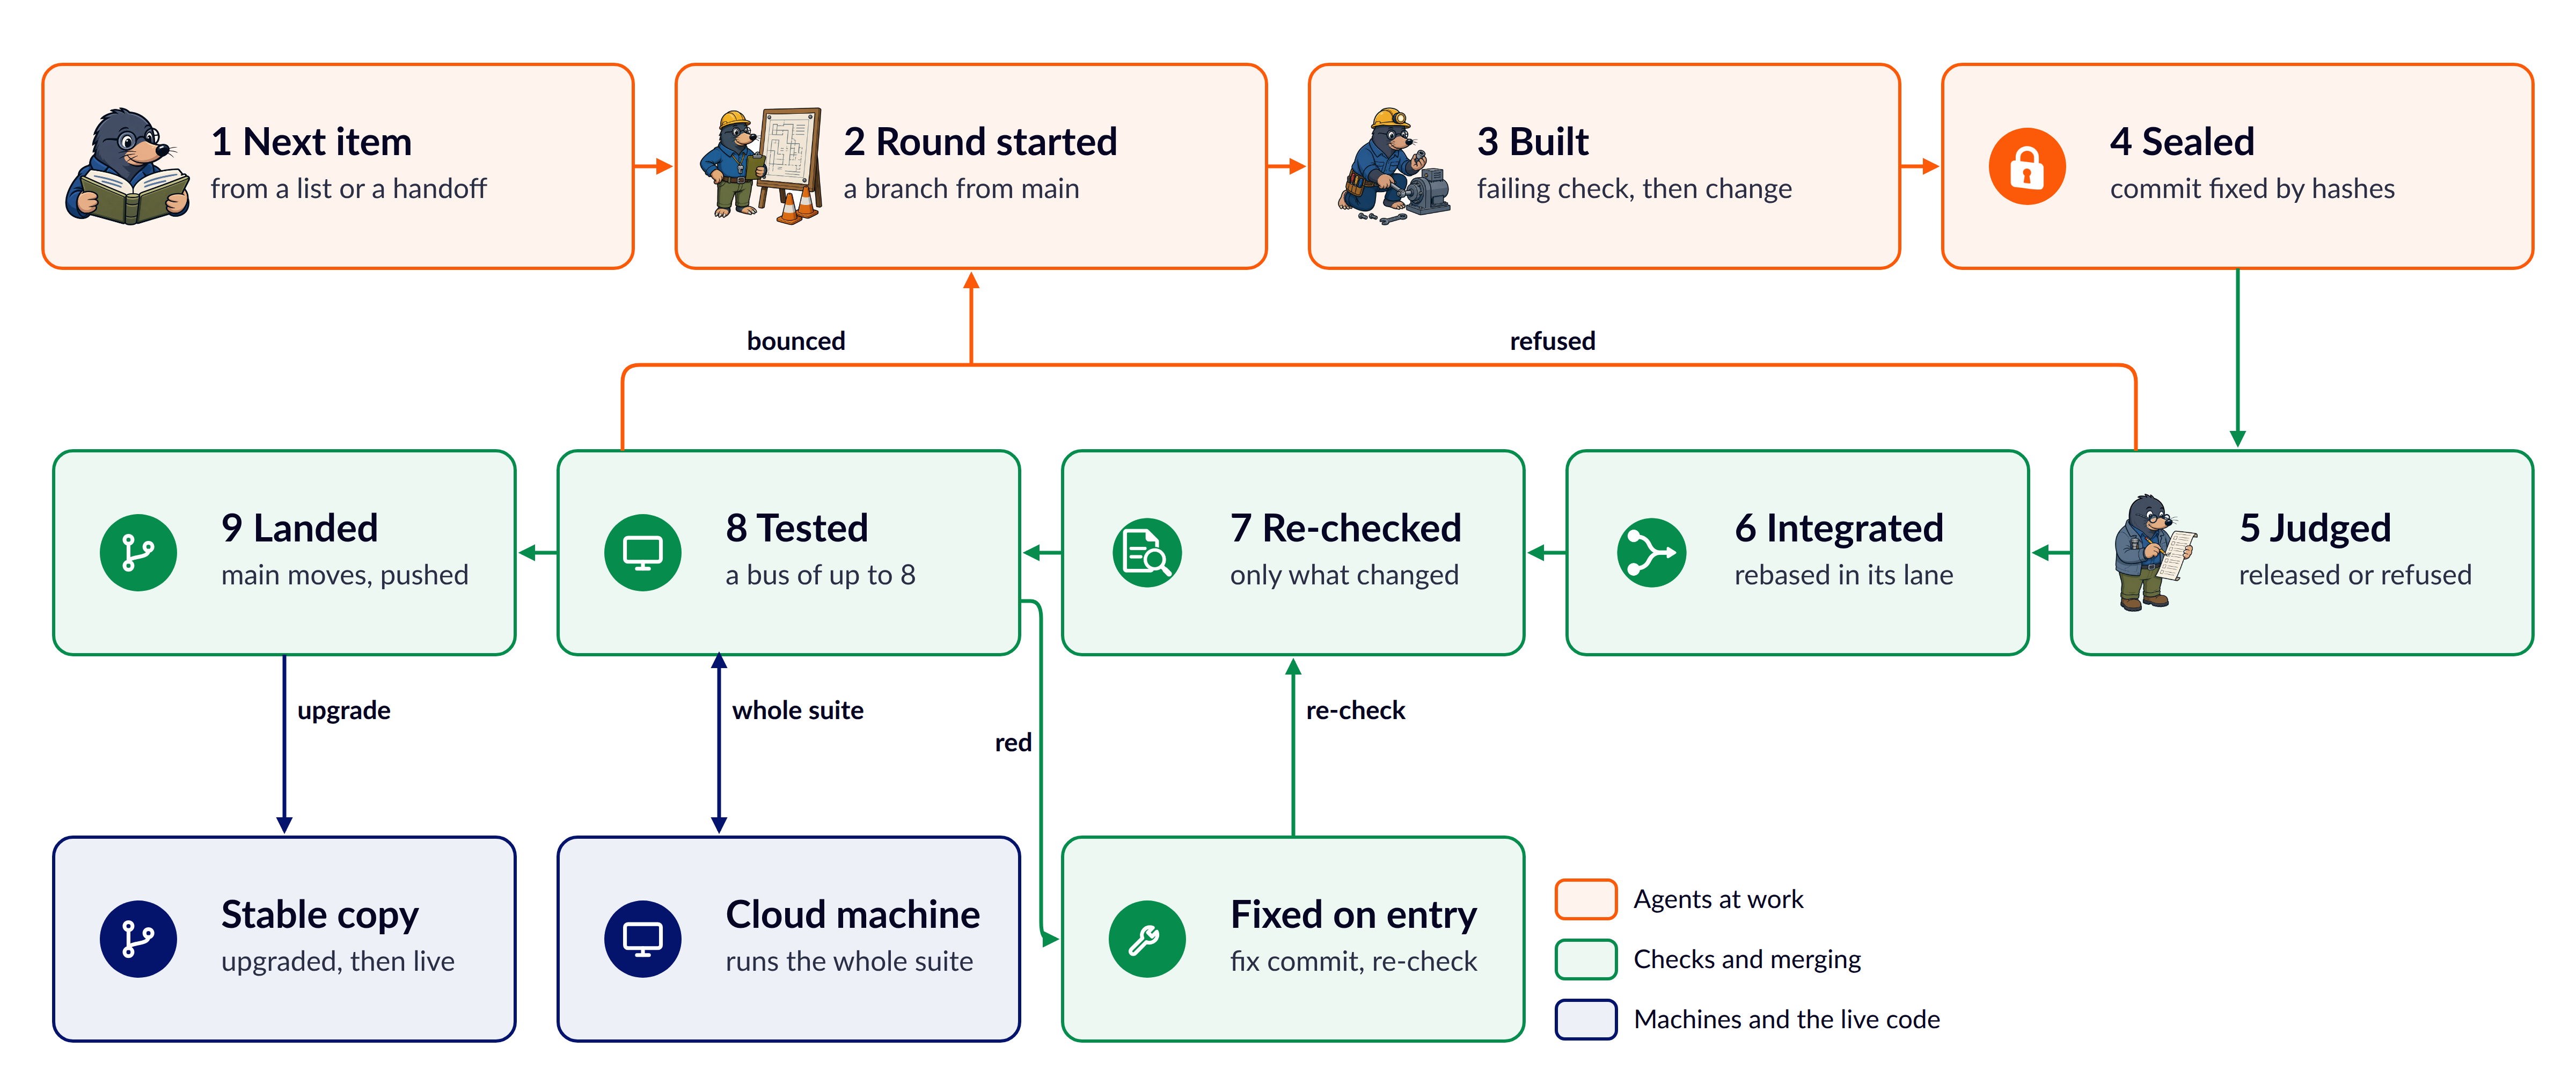 1 Next item
from a list or a handoff
2 Round started
a branch from main
3 Built
failing check, then change
4 Sealed
commit fixed by hashes
bounced
refused
9 Landed
main moves, pushed
8 Tested
a bus of up to 8
7 Re-checked
only what changed
6 Integrated
rebased in its lane
5 Judged
released or refused
upgrade
whole suite
red
re-check
Stable copy
upgraded, then live
Cloud machine
runs the whole suite
Fixed on entry
fix commit, re-check
Agents at work
Checks and merging
Machines and the live code